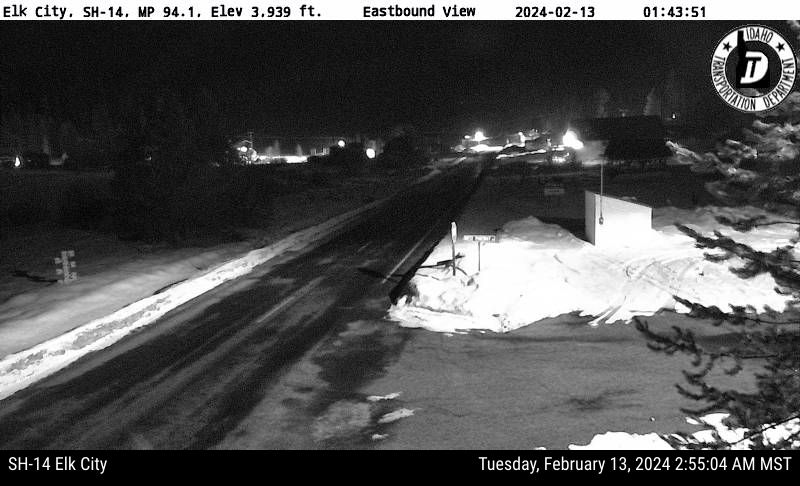 Elk City, SH-14, MP 94.1, Elev 3,939 ft. Eastbound View 2024-02-13 01:43:51
IDAHO
TRANSPORTATION DEPARTMENT
SH-14 Elk City
Tuesday, February 13, 2024 2:55:04 AM MST